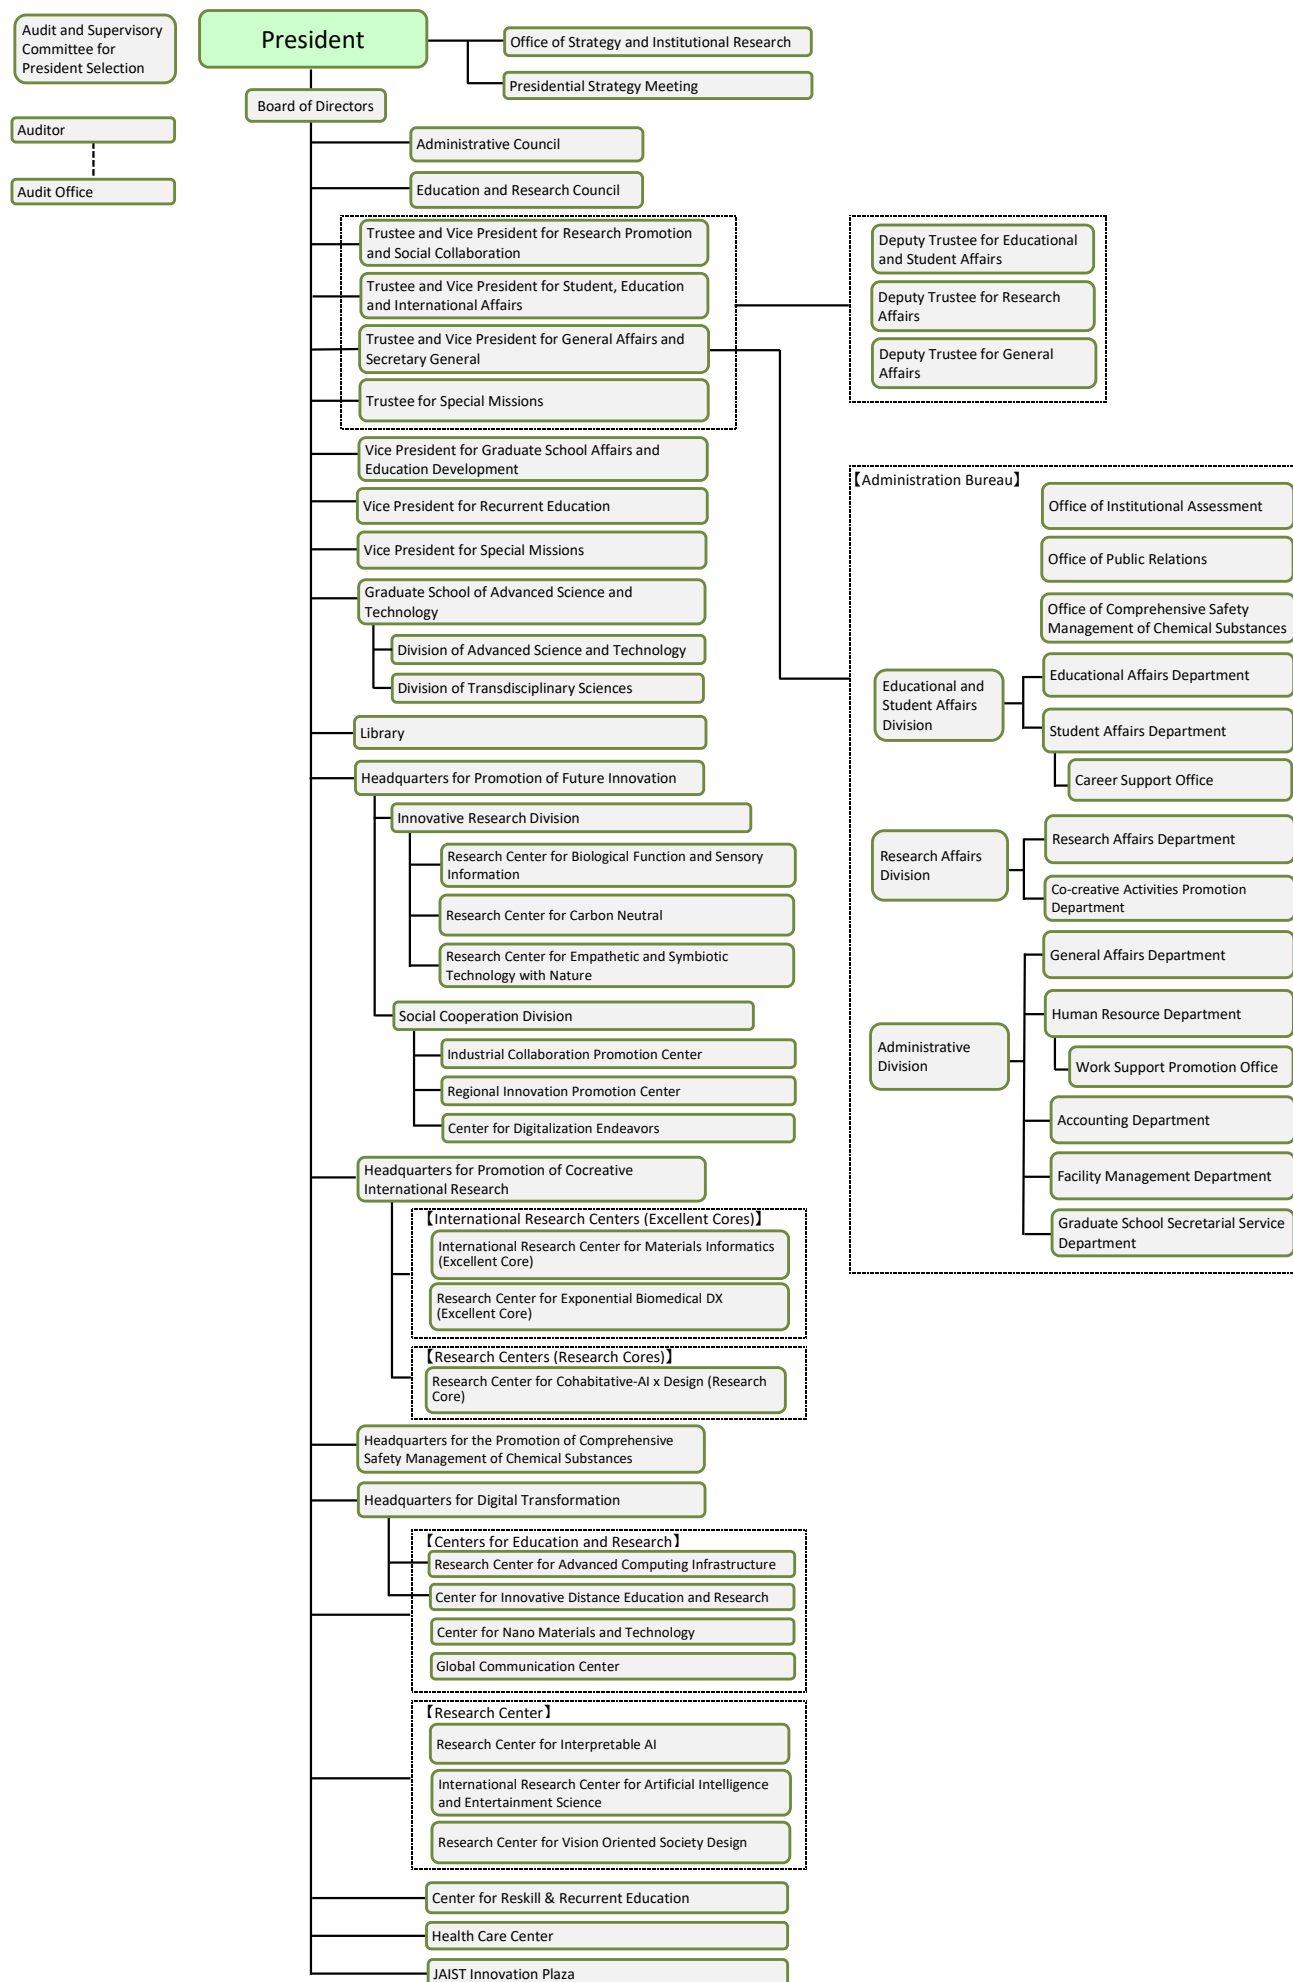 Audit and Supervisory
Committee for
President Selection
President
Office of Strategy and Institutional Research
Presidential Strategy Meeting
Board of Directors
Auditor
Audit Office
Administrative Council
Education and Research Council
Trustee and Vice President for Research Promotion
and Social Collaboration
Trustee and Vice President for Student, Education
and International Affairs
Trustee and Vice President for General Affairs and
Secretary General
Trustee for Special Missions
Deputy Trustee for Educational
and Student Affairs
Deputy Trustee for Research
Affairs
Deputy Trustee for General
Affairs
Vice President for Graduate School Affairs and
Education Development
Vice President for Recurrent Education
Vice President for Special Missions
Graduate School of Advanced Science and
Technology
Division of Advanced Science and Technology
Division of Transdisciplinary Sciences
Library
Headquarters for Promotion of Future Innovation
Innovative Research Division
Research Center for Biological Function and Sensory
Information
Research Center for Carbon Neutral
Research Center for Empathetic and Symbiotic
Technology with Nature
Social Cooperation Division
Industrial Collaboration Promotion Center
Regional Innovation Promotion Center
Center for Digitalization Endeavors
Headquarters for Promotion of Cocreative
International Research
【International Research Centers (Excellent Cores)】
International Research Center for Materials Informatics
(Excellent Core)
Research Center for Exponential Biomedical DX
(Excellent Core)
【Research Centers (Research Cores)】
Research Center for Cohabitative-AI x Design (Research
Core)
Headquarters for the Promotion of Comprehensive
Safety Management of Chemical Substances
Headquarters for Digital Transformation
【Centers for Education and Research】
Research Center for Advanced Computing Infrastructure
Center for Innovative Distance Education and Research
Center for Nano Materials and Technology
Global Communication Center
【Research Center】
Research Center for Interpretable AI
International Research Center for Artificial Intelligence
and Entertainment Science
Research Center for Vision Oriented Society Design
Center for Reskill & Recurrent Education
Health Care Center
JAIST Innovation Plaza
【Administration Bureau】
Office of Institutional Assessment
Office of Public Relations
Office of Comprehensive Safety
Management of Chemical Substances
Educational and
Student Affairs
Division
Educational Affairs Department
Student Affairs Department
Career Support Office
Research Affairs
Division
Research Affairs Department
Co-creative Activities Promotion
Department
Administrative
Division
General Affairs Department
Human Resource Department
Work Support Promotion Office
Accounting Department
Facility Management Department
Graduate School Secretarial Service
Department